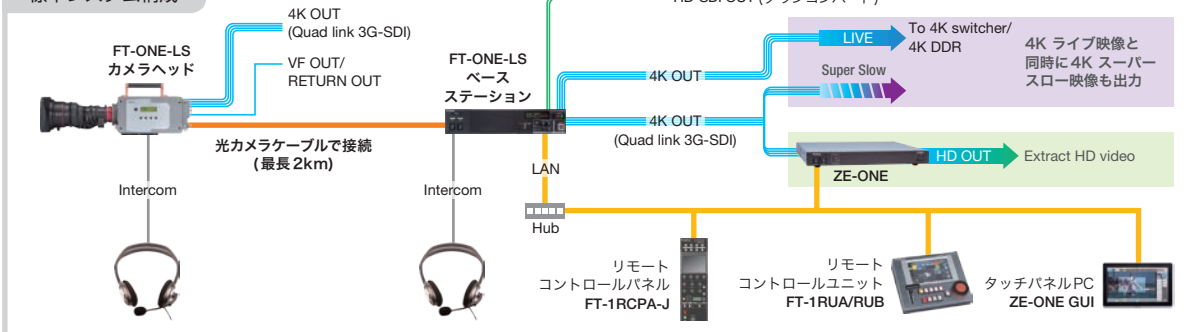 4K OUT
(Quad link 3G-SDI)
VF OUT/
RETURN OUT
FT-ONE-LS
カメラヘッド
光カメラケーブルで接続
(最長2km)
Intercom
FT-ONE-LS
ベース
ステーション
Intercom
4K OUT
4K OUT
(Quad link 3G-SDI)
LAN
Hub
LIVE
To 4K switcher/
4K DDR
Super Slow
4K ライブ映像と
同時に4K スーパー
スロー映像も出力
ZE-ONE
HD OUT
Extract HD video
リモート
コントロールパネル
FT-1RCPA-J
リモート
コントロールユニット
FT-1RUA/RUB
タッチパネルPC
ZE-ONE GUI